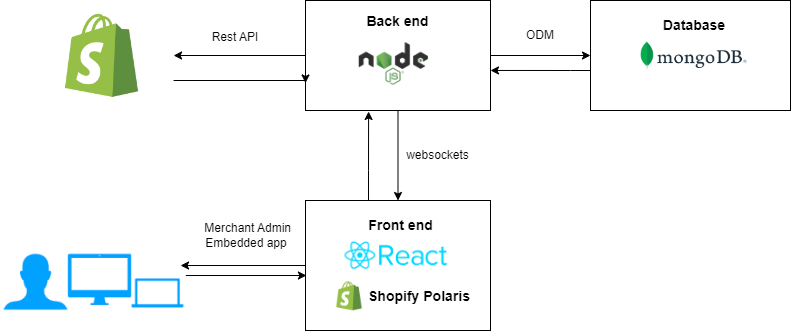 Back end
node
JS
Rest API
ODM
Database
mongoDB®
S
websockets
Merchant Admin
Embedded app
Front end
React
S
Shopify Polaris